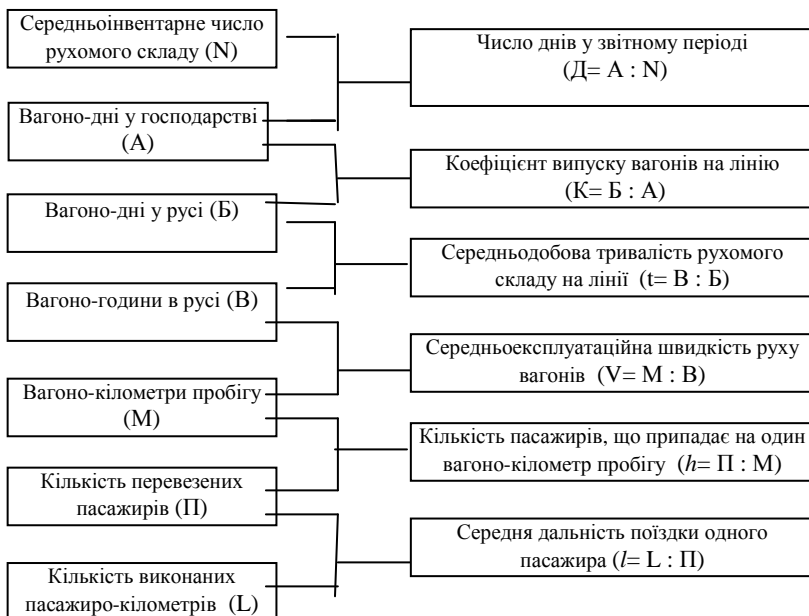 Середньоінвентарне число
рухомого складу (N)
Вагоно-дні у господарстві
(А)
Вагоно-дні у русі (Б)
Вагоно-години в русі (В)
Вагоно-кілометри пробігу
(М)
Кількість перевезених
пасажирів (П)
Кількість виконаних
пасажиро-кілометрів (L)
Число днів у звітному періоді
(Д= А : N)
Коефіцієнт випуску вагонів на лінію
(К= Б : А)
Середньодобова тривалість рухомого
складу на лінії (t= В : Б)
Середньоексплуатаційна швидкість руху
вагонів (V= М : В)
Кількість пасажирів, що припадає на один
вагоно-кілометр пробігу (h= П : М)
Середня дальність поїздки одного
пасажира (l= L : П)